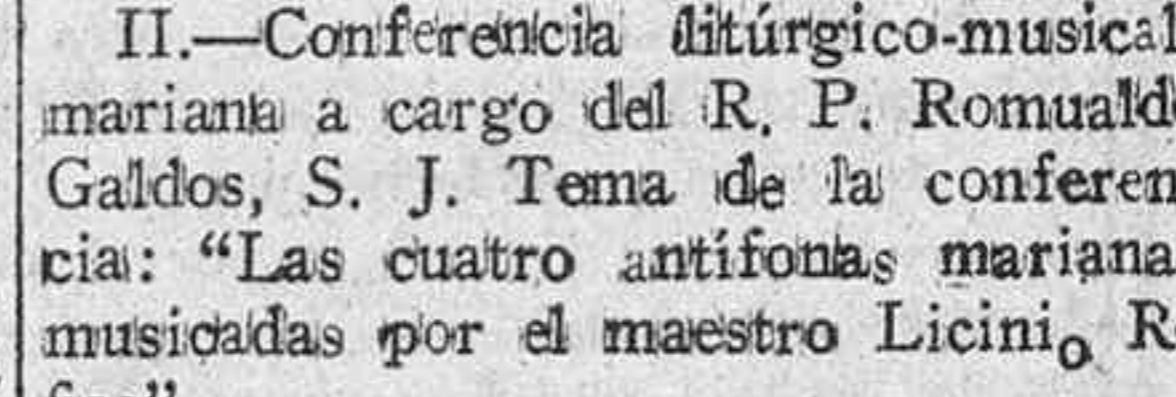 II.—Conferencia litúrgico-musical
mariana a cargo del R. P. Romuald
Galdos, S. J. Tema de la conferen
cia: “Las cuatro antífonas mariana
musicadas por el maestro Licinio R